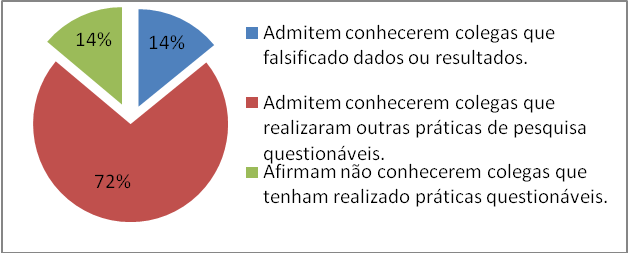 14%
14%
72%
Admitem conhecerem colegas que
falsificado dados ou resultados.
Admitem conhecerem colegas que
realizaram outras práticas de pesquisa
questionáveis.
Afirmam não conhecerem colegas que
tenham realizado práticas questionáveis.